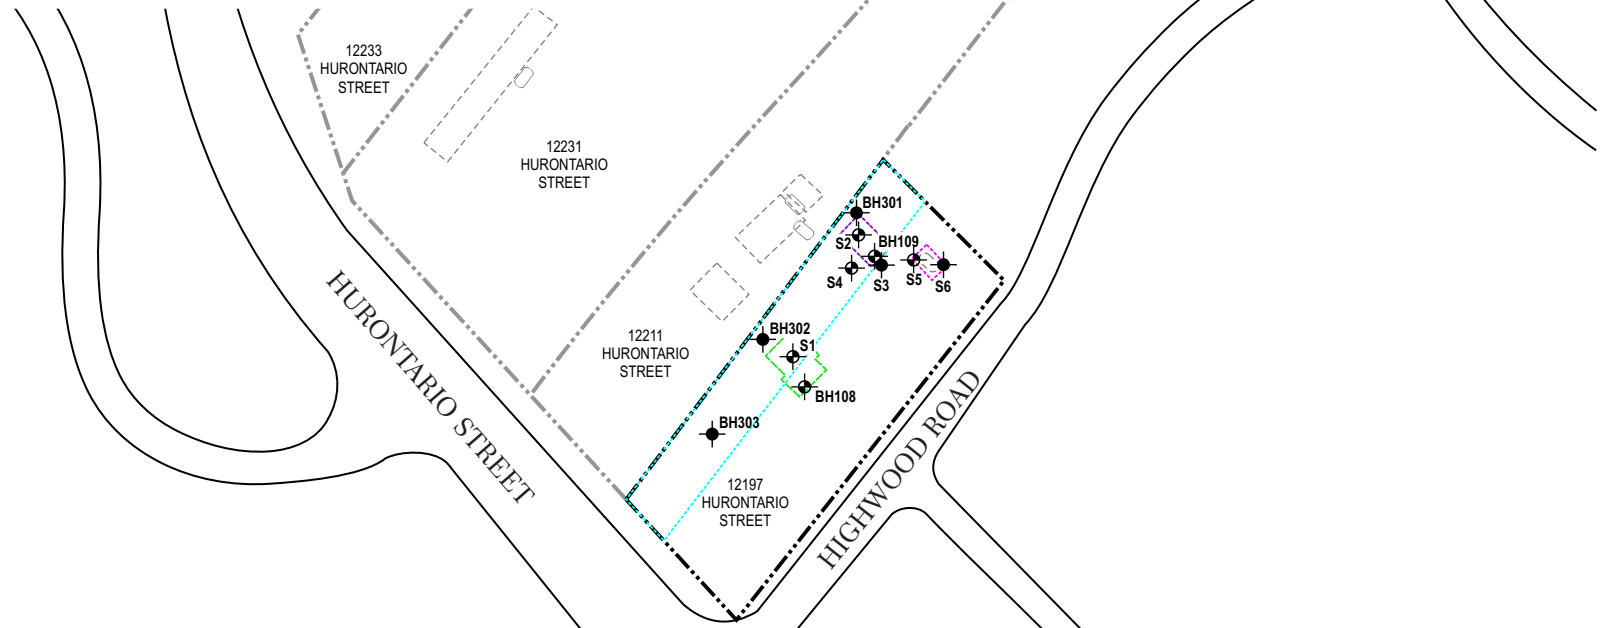 12233
HURONTARIO
STREET
12231
HURONTARIO
STREET
BH301
S2
BH109
S4
S3
S5
S6
12211
HURONTARIO
STREET
BH302
S1
BH108
BH303
12197
HURONTARIO
STREET
HURONTARIO STREET
HIGHWOOD ROAD